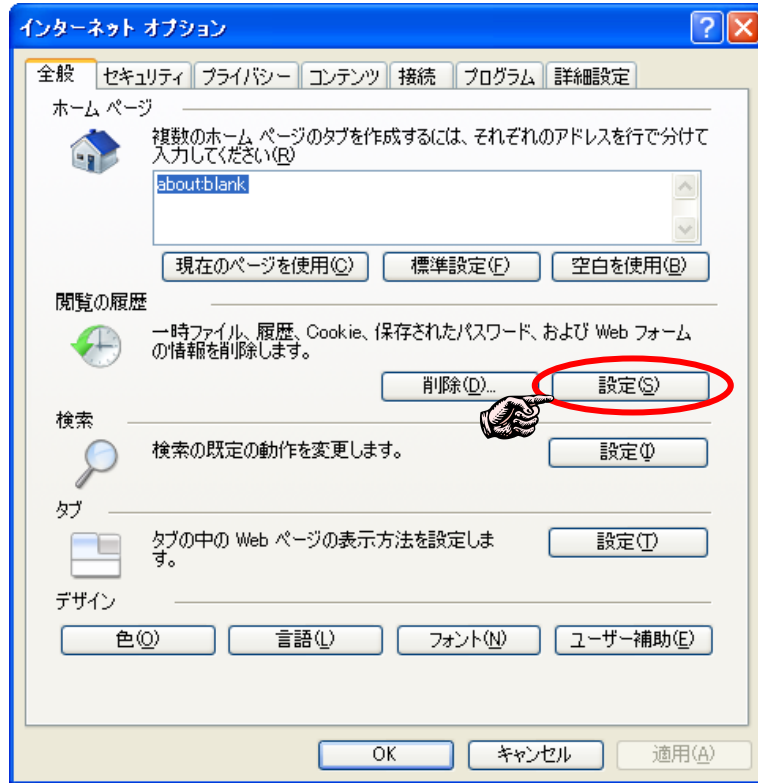 インターネット オプション
全般 セキュリティ プライバシー コンテンツ 接続 プログラム 詳細設定
ホーム ページ
複数のホーム ページのタブを作成するには、それぞれのアドレスを行で分けて
入力してください(R)
about:blank
現在のページを使用(C) 標準設定(F) 空白を使用(B)
閲覧の履歴
一時ファイル、履歴、Cookie、保存されたパスワード、および Web フォーム
の情報を削除します。
削除(D)... 設定(S)
検索
検索の既定の動作を変更します。 設定(I)
タブ
タブの中の Web ページの表示方法を設定しま
す。
設定(T)
デザイン
色(O) 言語(L) フォント(N) ユーザー補助(E)
OK キャンセル 適用(A)